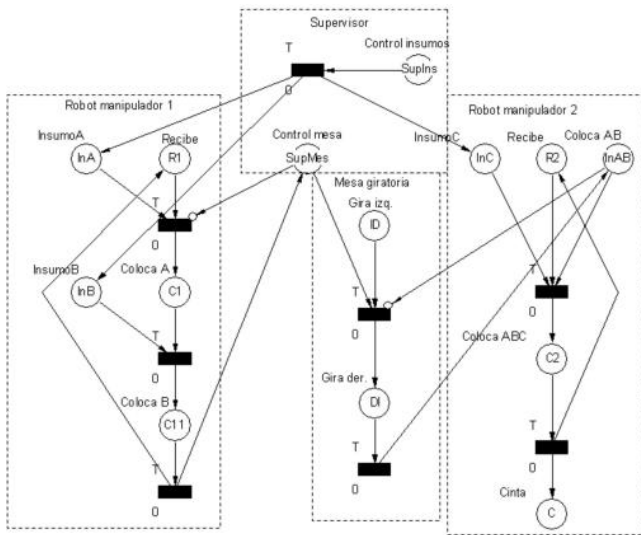 Supervisor
T
Control insumos
SupIns
0
Robot manipulador 1
InsumoA
Recibe
InA
R1
T
0
Coloca A
InsumoB
InB
C1
T
0
Coloca B
C11
T
0
Control mesa
SupMes
Mesa giratoria
Gira izq.
ID
T
0
Gira der.
DI
T
0
Robot manipulador 2
InsumoC
Recibe
Coloca AB
InC
R2
InAB
T
0
Coloca ABC
C2
T
0
Cinta
C